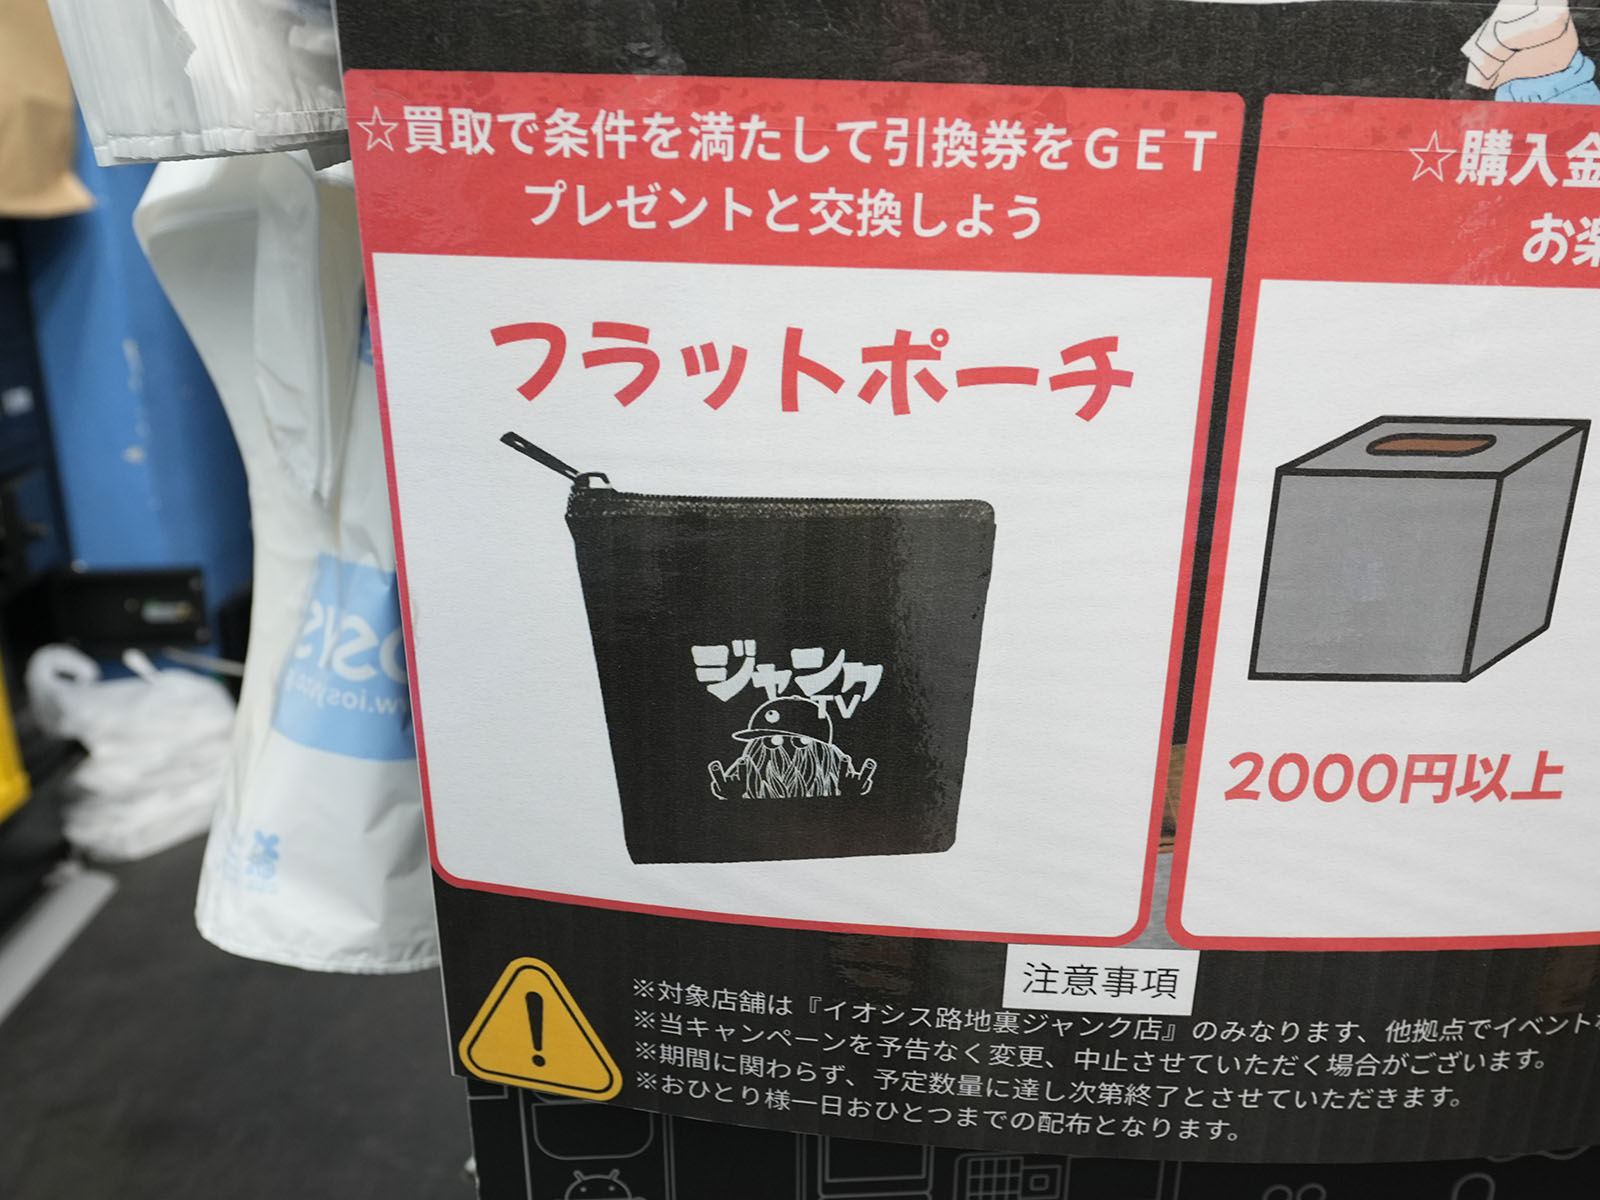 ☆買取で条件を満たして引換券をGET
プレゼントと交換しよう
フラットポーチ
ジャンク
TV
☆購入金
お楽
2000円以上
注意事項
※対象店舗は『イオシス路地裏ジャンク店』のみなります、他拠点でイベント
※当キャンペーンを予告なく変更、中止させていただく場合がございます。
※期間に関わらず、予定数量に達し次第終了とさせていただきます。
※おひとり様一日おひとつまでの配布となります。